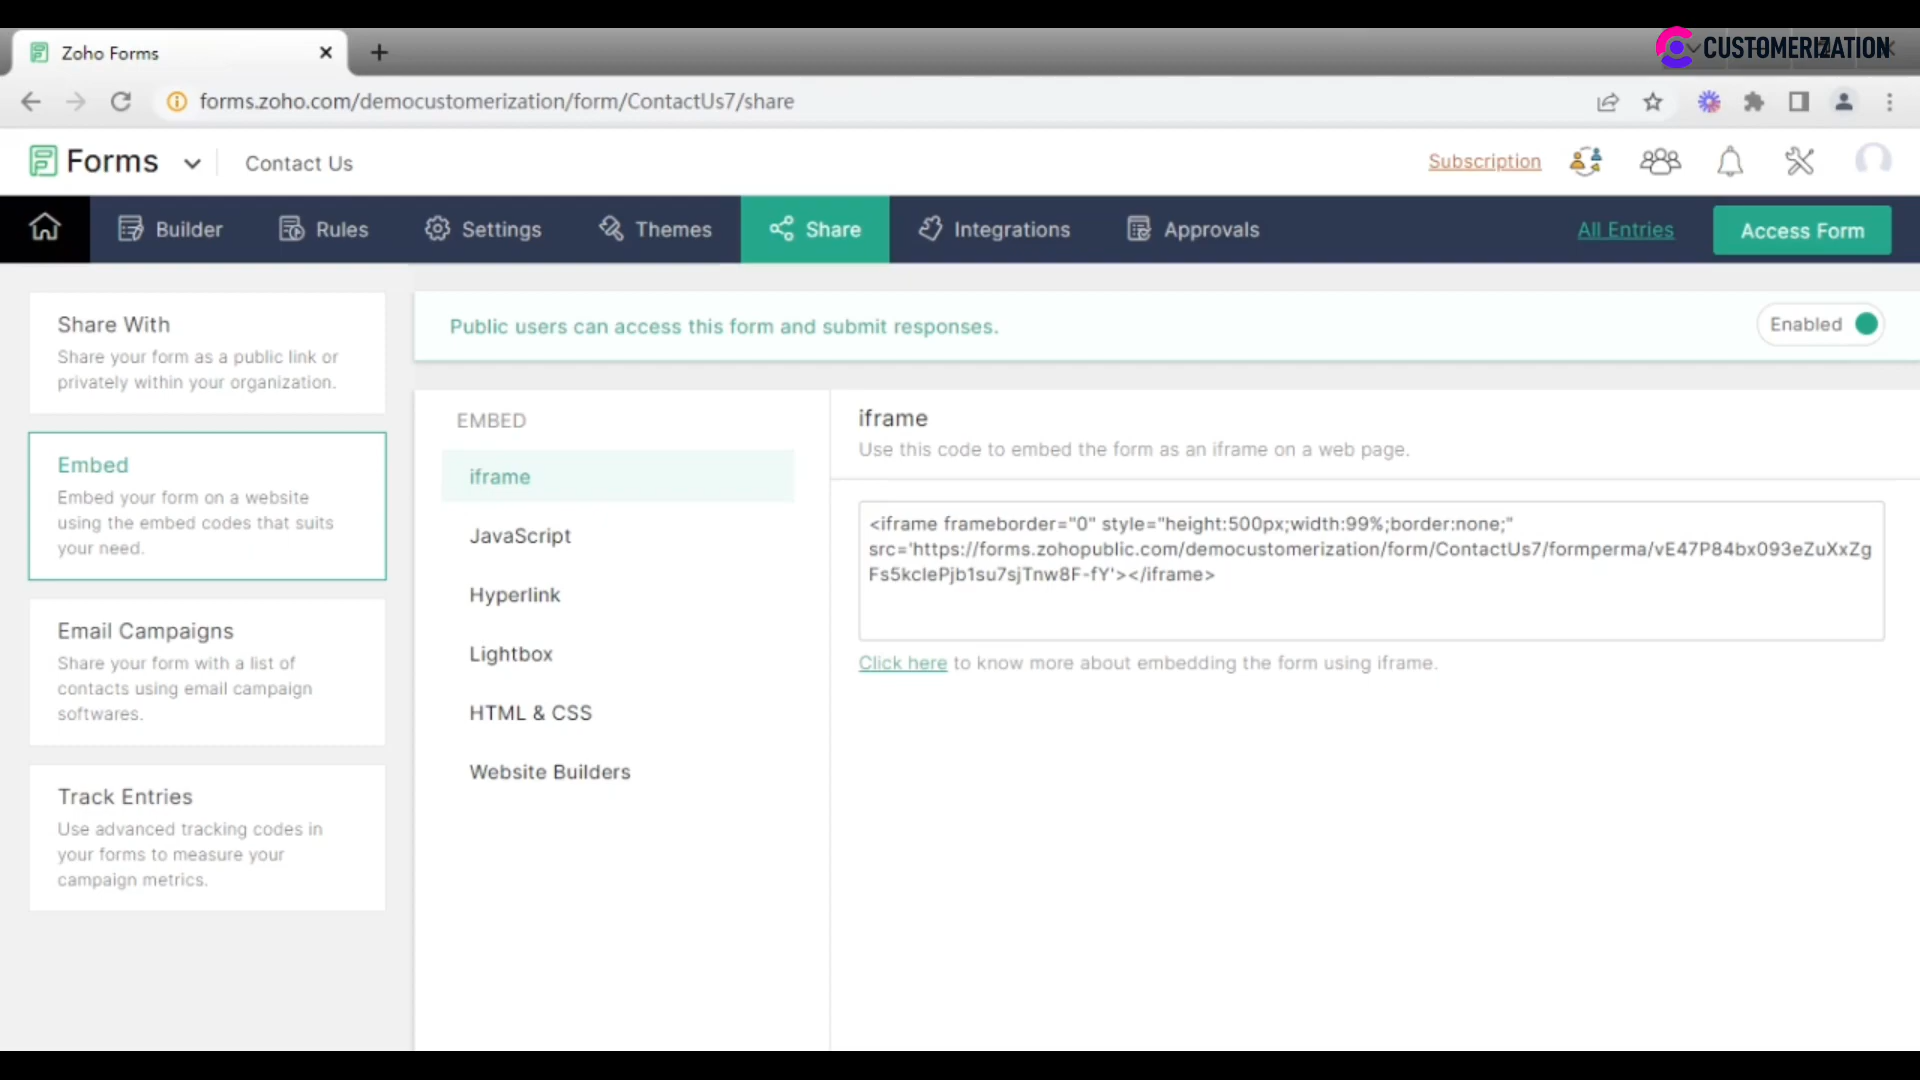 Zoho Forms
CUSTOMERIZATION
forms.zoho.com/democustomerization/form/ContactUs7/share
Forms
Contact Us
Subscription
Builder
Rules
Settings
Themes
Share
Integrations
Approvals
All Entries
Access Form
Share With
Share your form as a public link or
privately within your organization.
Embed
Embed your form on a website
using the embed codes that suits
your need.
Email Campaigns
Share your form with a list of
contacts using email campaign
softwares.
Track Entries
Use advanced tracking codes in
your forms to measure your
campaign metrics.
Public users can access this form and submit responses.
Enabled
EMBED
iframe
JavaScript
Hyperlink
Lightbox
HTML & CSS
Website Builders
iframe
Use this code to embed the form as an iframe on a web page.
<iframe frameborder="0" style="height:500px;width:99%;border:none;"
src='https://forms.zohopublic.com/democustomerization/form/ContactUs7/formperma/vE47P84bx093eZuXxZg
Fs5kclePjb1su7sjTnw8F-fY'></iframe>
Click here to know more about embedding the form using iframe.